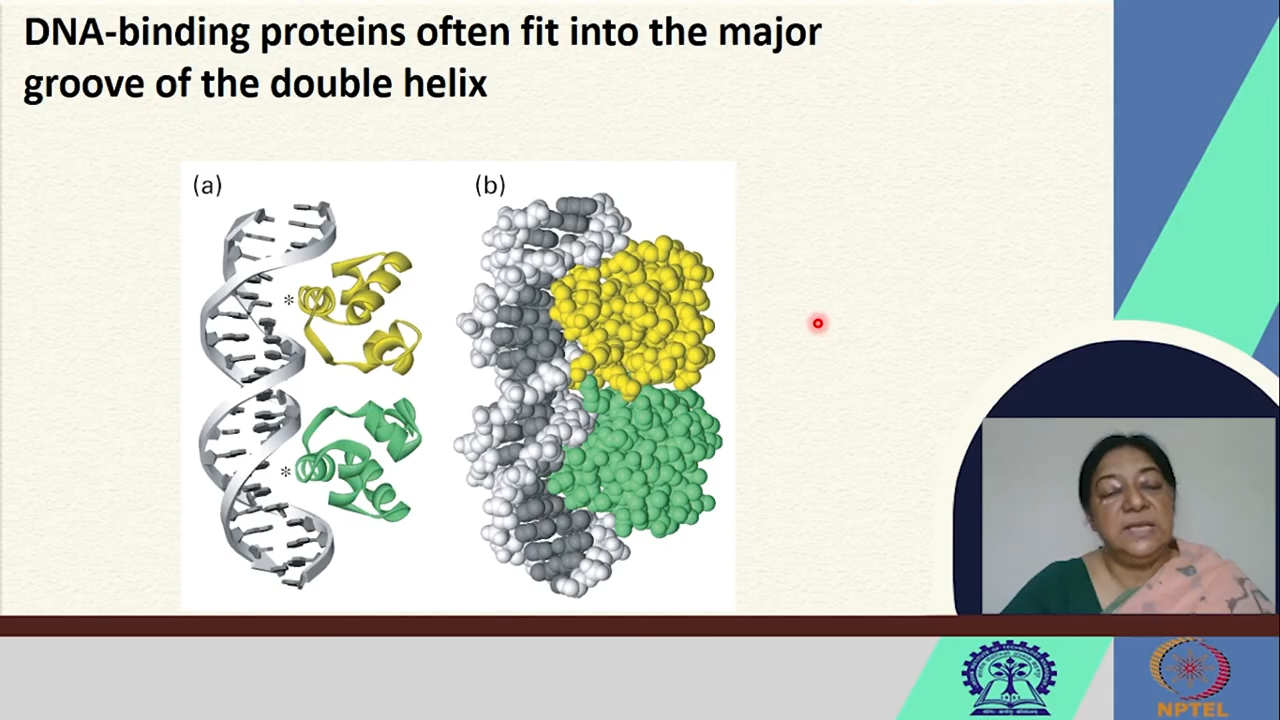 DNA-binding proteins often fit into the major
groove of the double helix
(a)
(b)
*
*
NPTEL